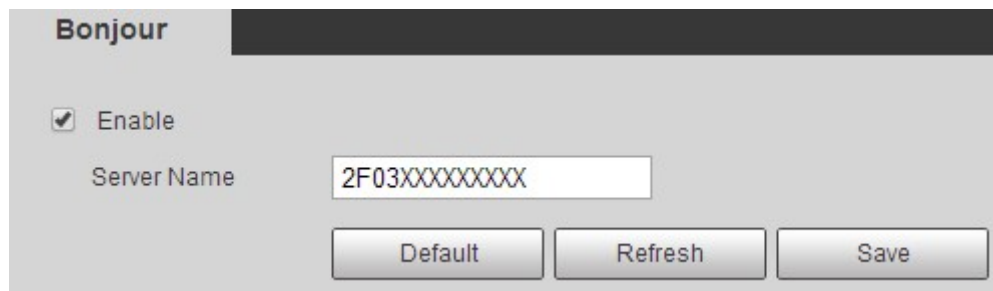 Bonjour
Enable
Server Name 2F03XXXXXXXXX
Default Refresh Save